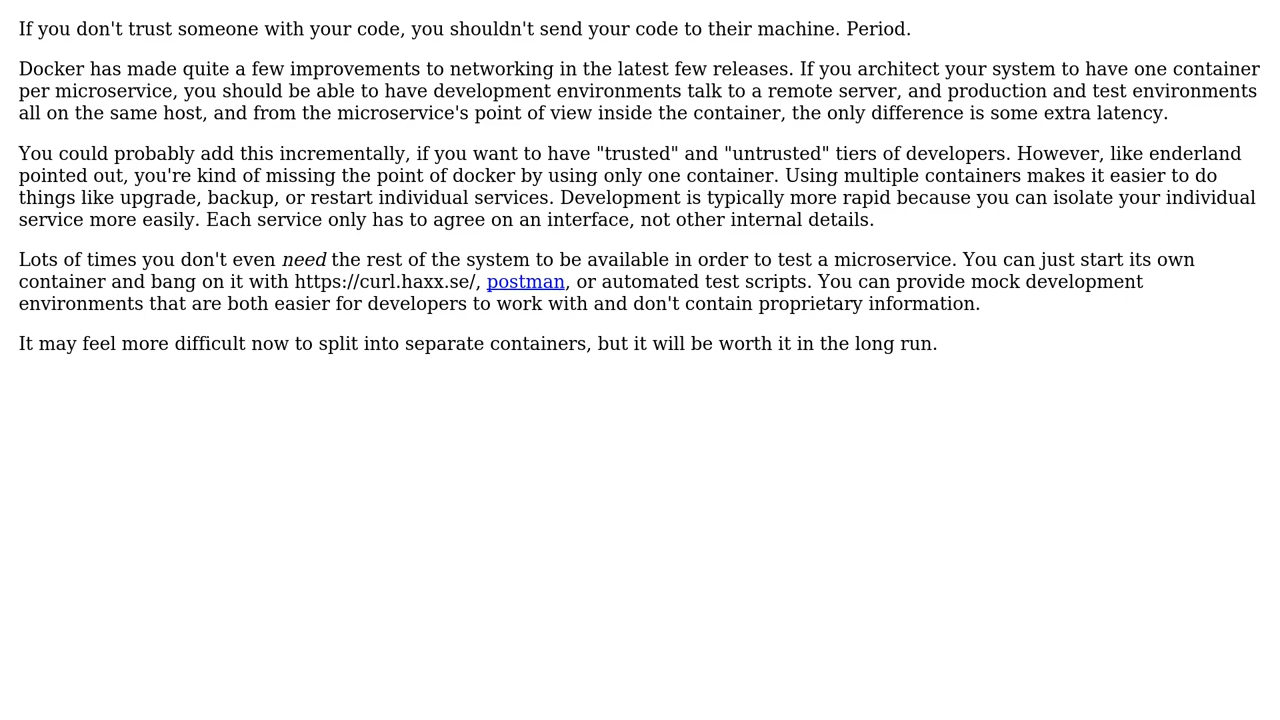 If you don't trust someone with your code, you shouldn't send your code to their machine. Period.
Docker has made quite a few improvements to networking in the latest few releases. If you architect your system to have one container
per microservice, you should be able to have development environments talk to a remote server, and production and test environments
all on the same host, and from the microservice's point of view inside the container, the only difference is some extra latency.
You could probably add this incrementally, if you want to have "trusted" and "untrusted" tiers of developers. However, like enderland
pointed out, you're kind of missing the point of docker by using only one container. Using multiple containers makes it easier to do
things like upgrade, backup, or restart individual services. Development is typically more rapid because you can isolate your individual
service more easily. Each service only has to agree on an interface, not other internal details.
Lots of times you don't even need the rest of the system to be available in order to test a microservice. You can just start its own
container and bang on it with https://curl.haxx.se/, postman, or automated test scripts. You can provide mock development
environments that are both easier for developers to work with and don't contain proprietary information.
It may feel more difficult now to split into separate containers, but it will be worth it in the long run.